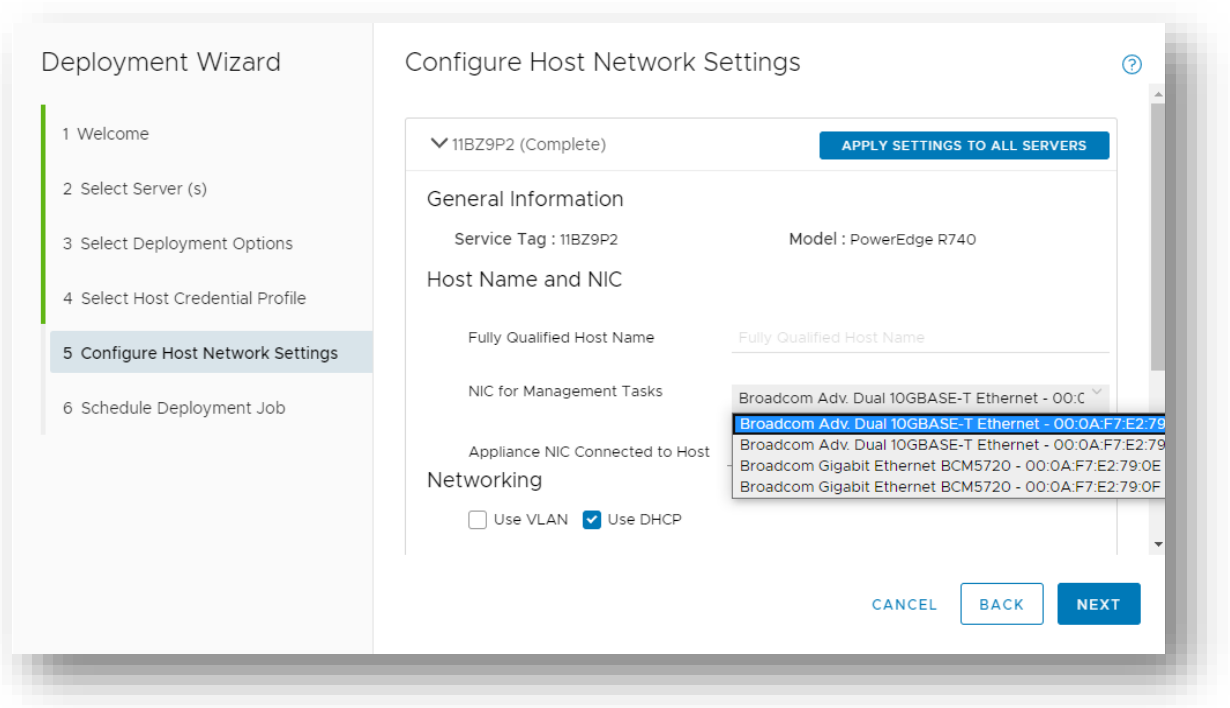 Deployment Wizard
1 Welcome
2 Select Server (s)
3 Select Deployment Options
4 Select Host Credential Profile
5 Configure Host Network Settings
6 Schedule Deployment Job
Configure Host Network Settings
?
11BZ9P2 (Complete)
APPLY SETTINGS TO ALL SERVERS
General Information
Service Tag : 11BZ9P2 Model : PowerEdge R740
Host Name and NIC
Fully Qualified Host Name Fully Qualified Host Name
NIC for Management Tasks Broadcom Adv. Dual 10GBASE-T Ethernet - 00:0
Broadcom Adv. Dual 10GBASE-T Ethernet - 00:0A:F7:E2:79
Broadcom Adv. Dual 10GBASE-T Ethernet - 00:0A:F7:E2:79
Appliance NIC Connected to Host
Broadcom Gigabit Ethernet BCM5720 - 00:0A:F7:E2:79:0E
Broadcom Gigabit Ethernet BCM5720 - 00:0A:F7:E2:79:0F
Networking
Use VLAN Use DHCP
CANCEL BACK NEXT